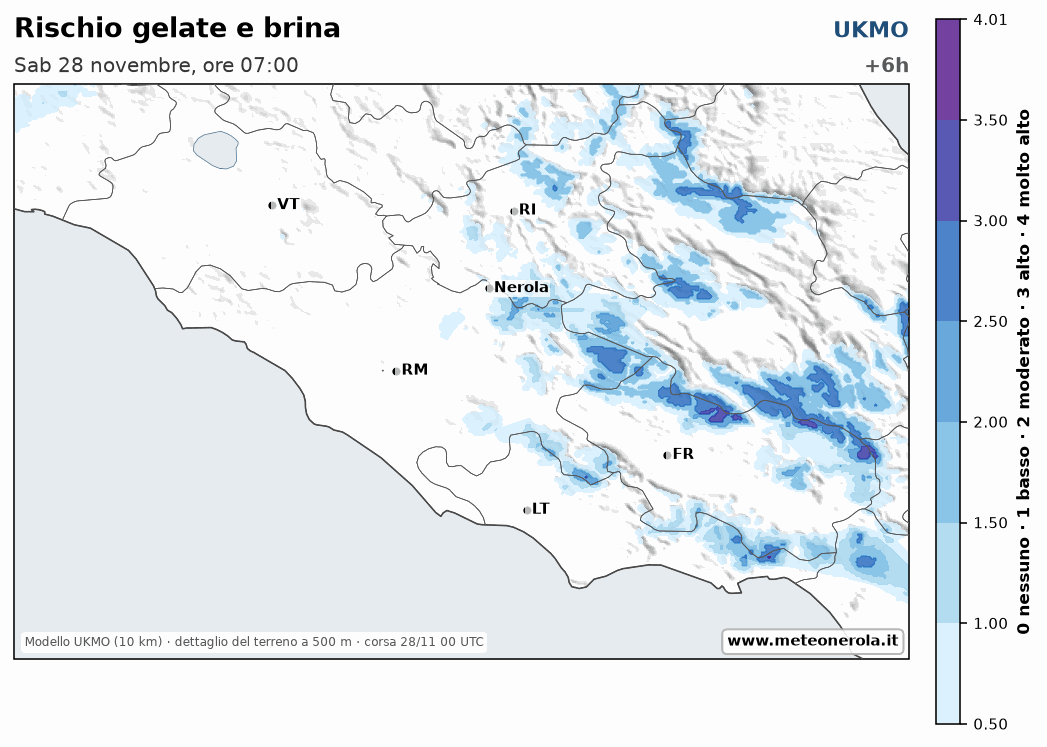 Rischio gelate e brina
UKMO
Sab 28 novembre, ore 07:00
+6h
VT
RI
Nerola
RM
FR
LT
Modello UKMO (10 km) · dettaglio del terreno a 500 m · corsa 28/11 00 UTC
www.meteonerola.it
4.01
3.50
3.00
2.50
2.00
1.50
1.00
0.50
0 nessuno · 1 basso · 2 moderato · 3 alto · 4 molto alto